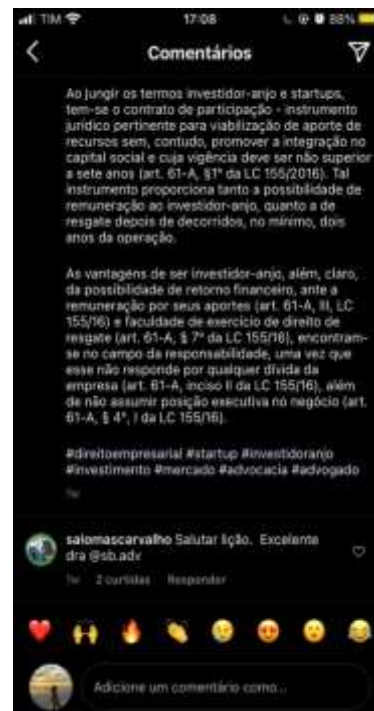 TIM
17:08
88%
Comentários
Ao jungir os termos investidor-anjo e startups,
tem-se o contrato de participação - instrumento
jurídico pertinente para viabilização de aporte de
recursos sem, contudo, promover a integração no
capital social e cuja vigência deve ser não superior
a sete anos (art. 61-A, §1º da LC 155/2016). Tal
instrumento proporciona tanto a possibilidade de
remuneração ao investidor-anjo, quanto a de
resgate depois de decorridos, no mínimo, dois
anos da operação.
As vantagens de ser investidor-anjo, além, claro,
da possibilidade de retorno financeiro, ante a
remuneração por seus aportes (art. 61-A, III, LC
155/16) e faculdade de exercício de direito de
resgate (art. 61-A, § 7º da LC 155/16), encontram-
se no campo da responsabilidade, uma vez que
esse não responde por qualquer dívida da
empresa (art. 61-A, inciso II da LC 155/16), além
de não assumir posição executiva no negócio (art.
61-A, § 4º, I da LC 155/16).
#direitoempresarial #startup #investidoranjo
#investimento #mercado #advocacia #advogado
salomascarvalho Salutar lição. Excelente
dra @sb.adv
2 curtidas Responder
Adicione um comentário como...